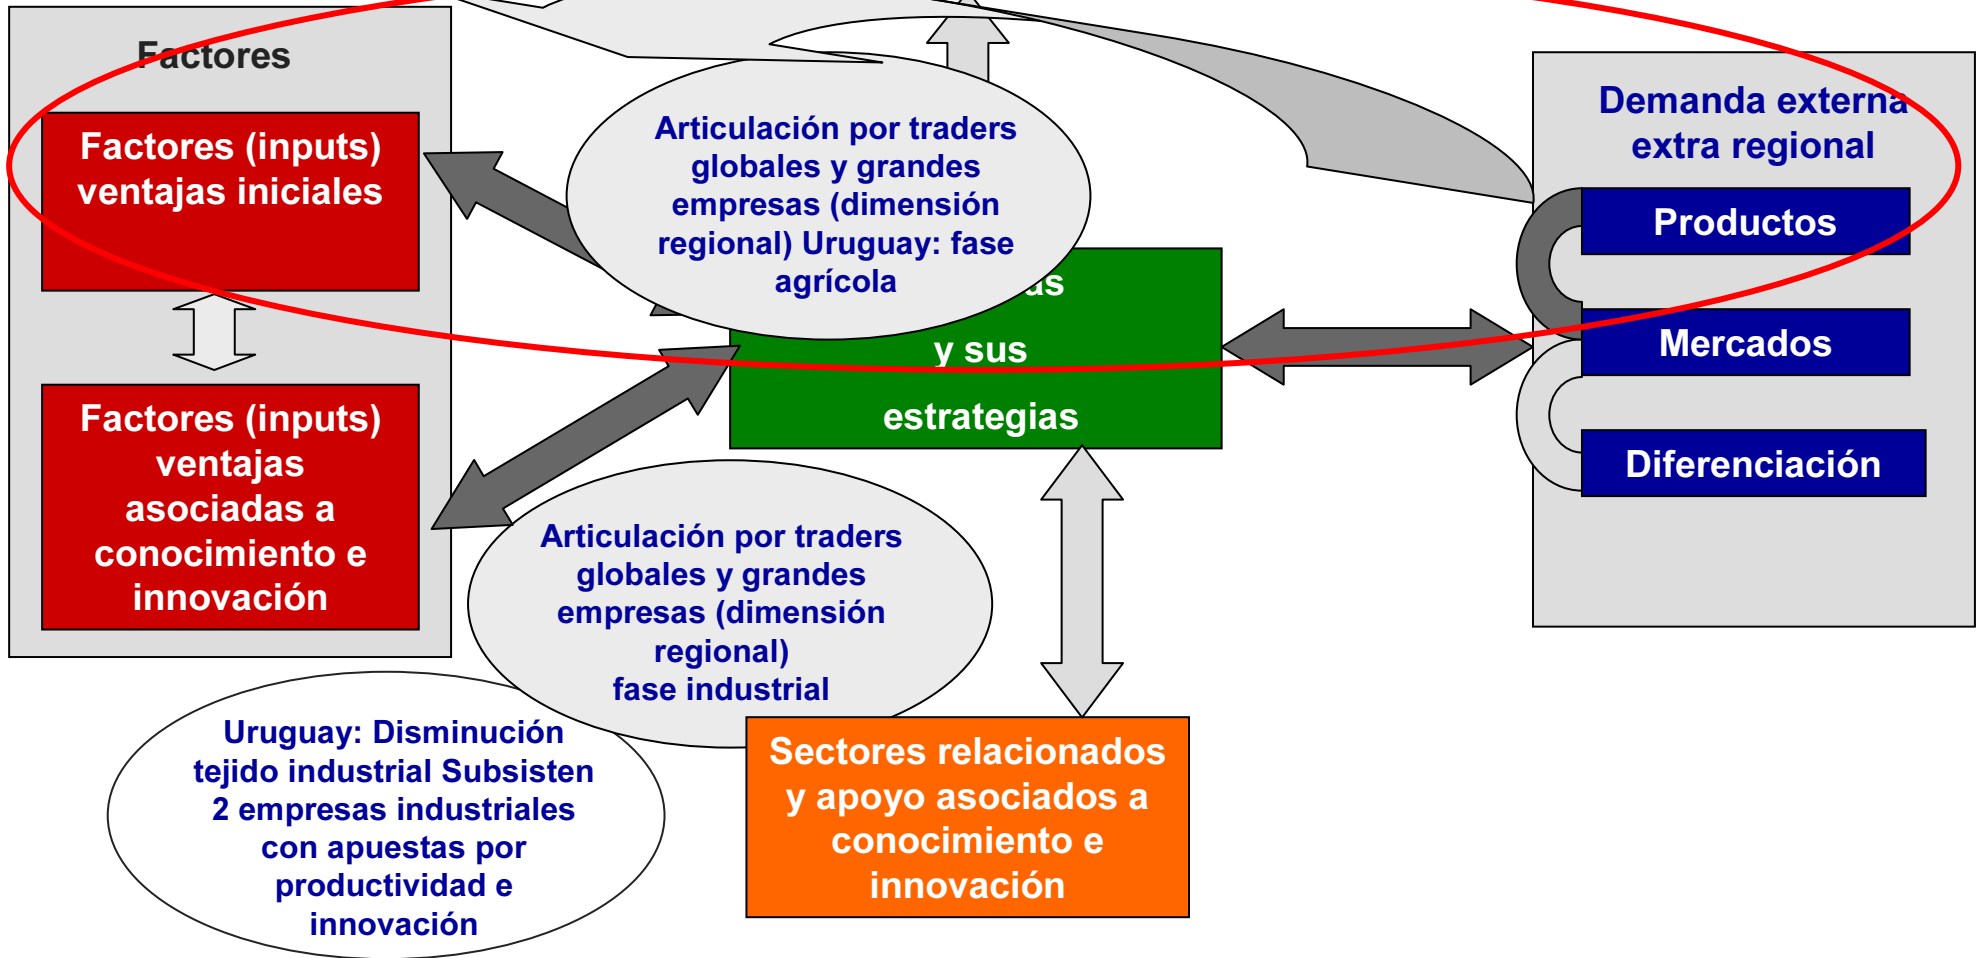 Factores
Factores (inputs)
ventajas iniciales
Factores (inputs)
ventajas
asociadas a
conocimiento e
innovación
Articulación por traders
globales y grandes
empresas (dimensión
regional) Uruguay: fase
agrícola
y sus
estrategias
Articulación por traders
globales y grandes
empresas (dimensión
regional)
fase industrial
Uruguay: Disminución
tejido industrial Subsisten
2 empresas industriales
con apuestas por
productividad e
innovación
Sectores relacionados
y apoyo asociados a
conocimiento e
innovación
Demanda externa
extra regional
Productos
Mercados
Diferenciación